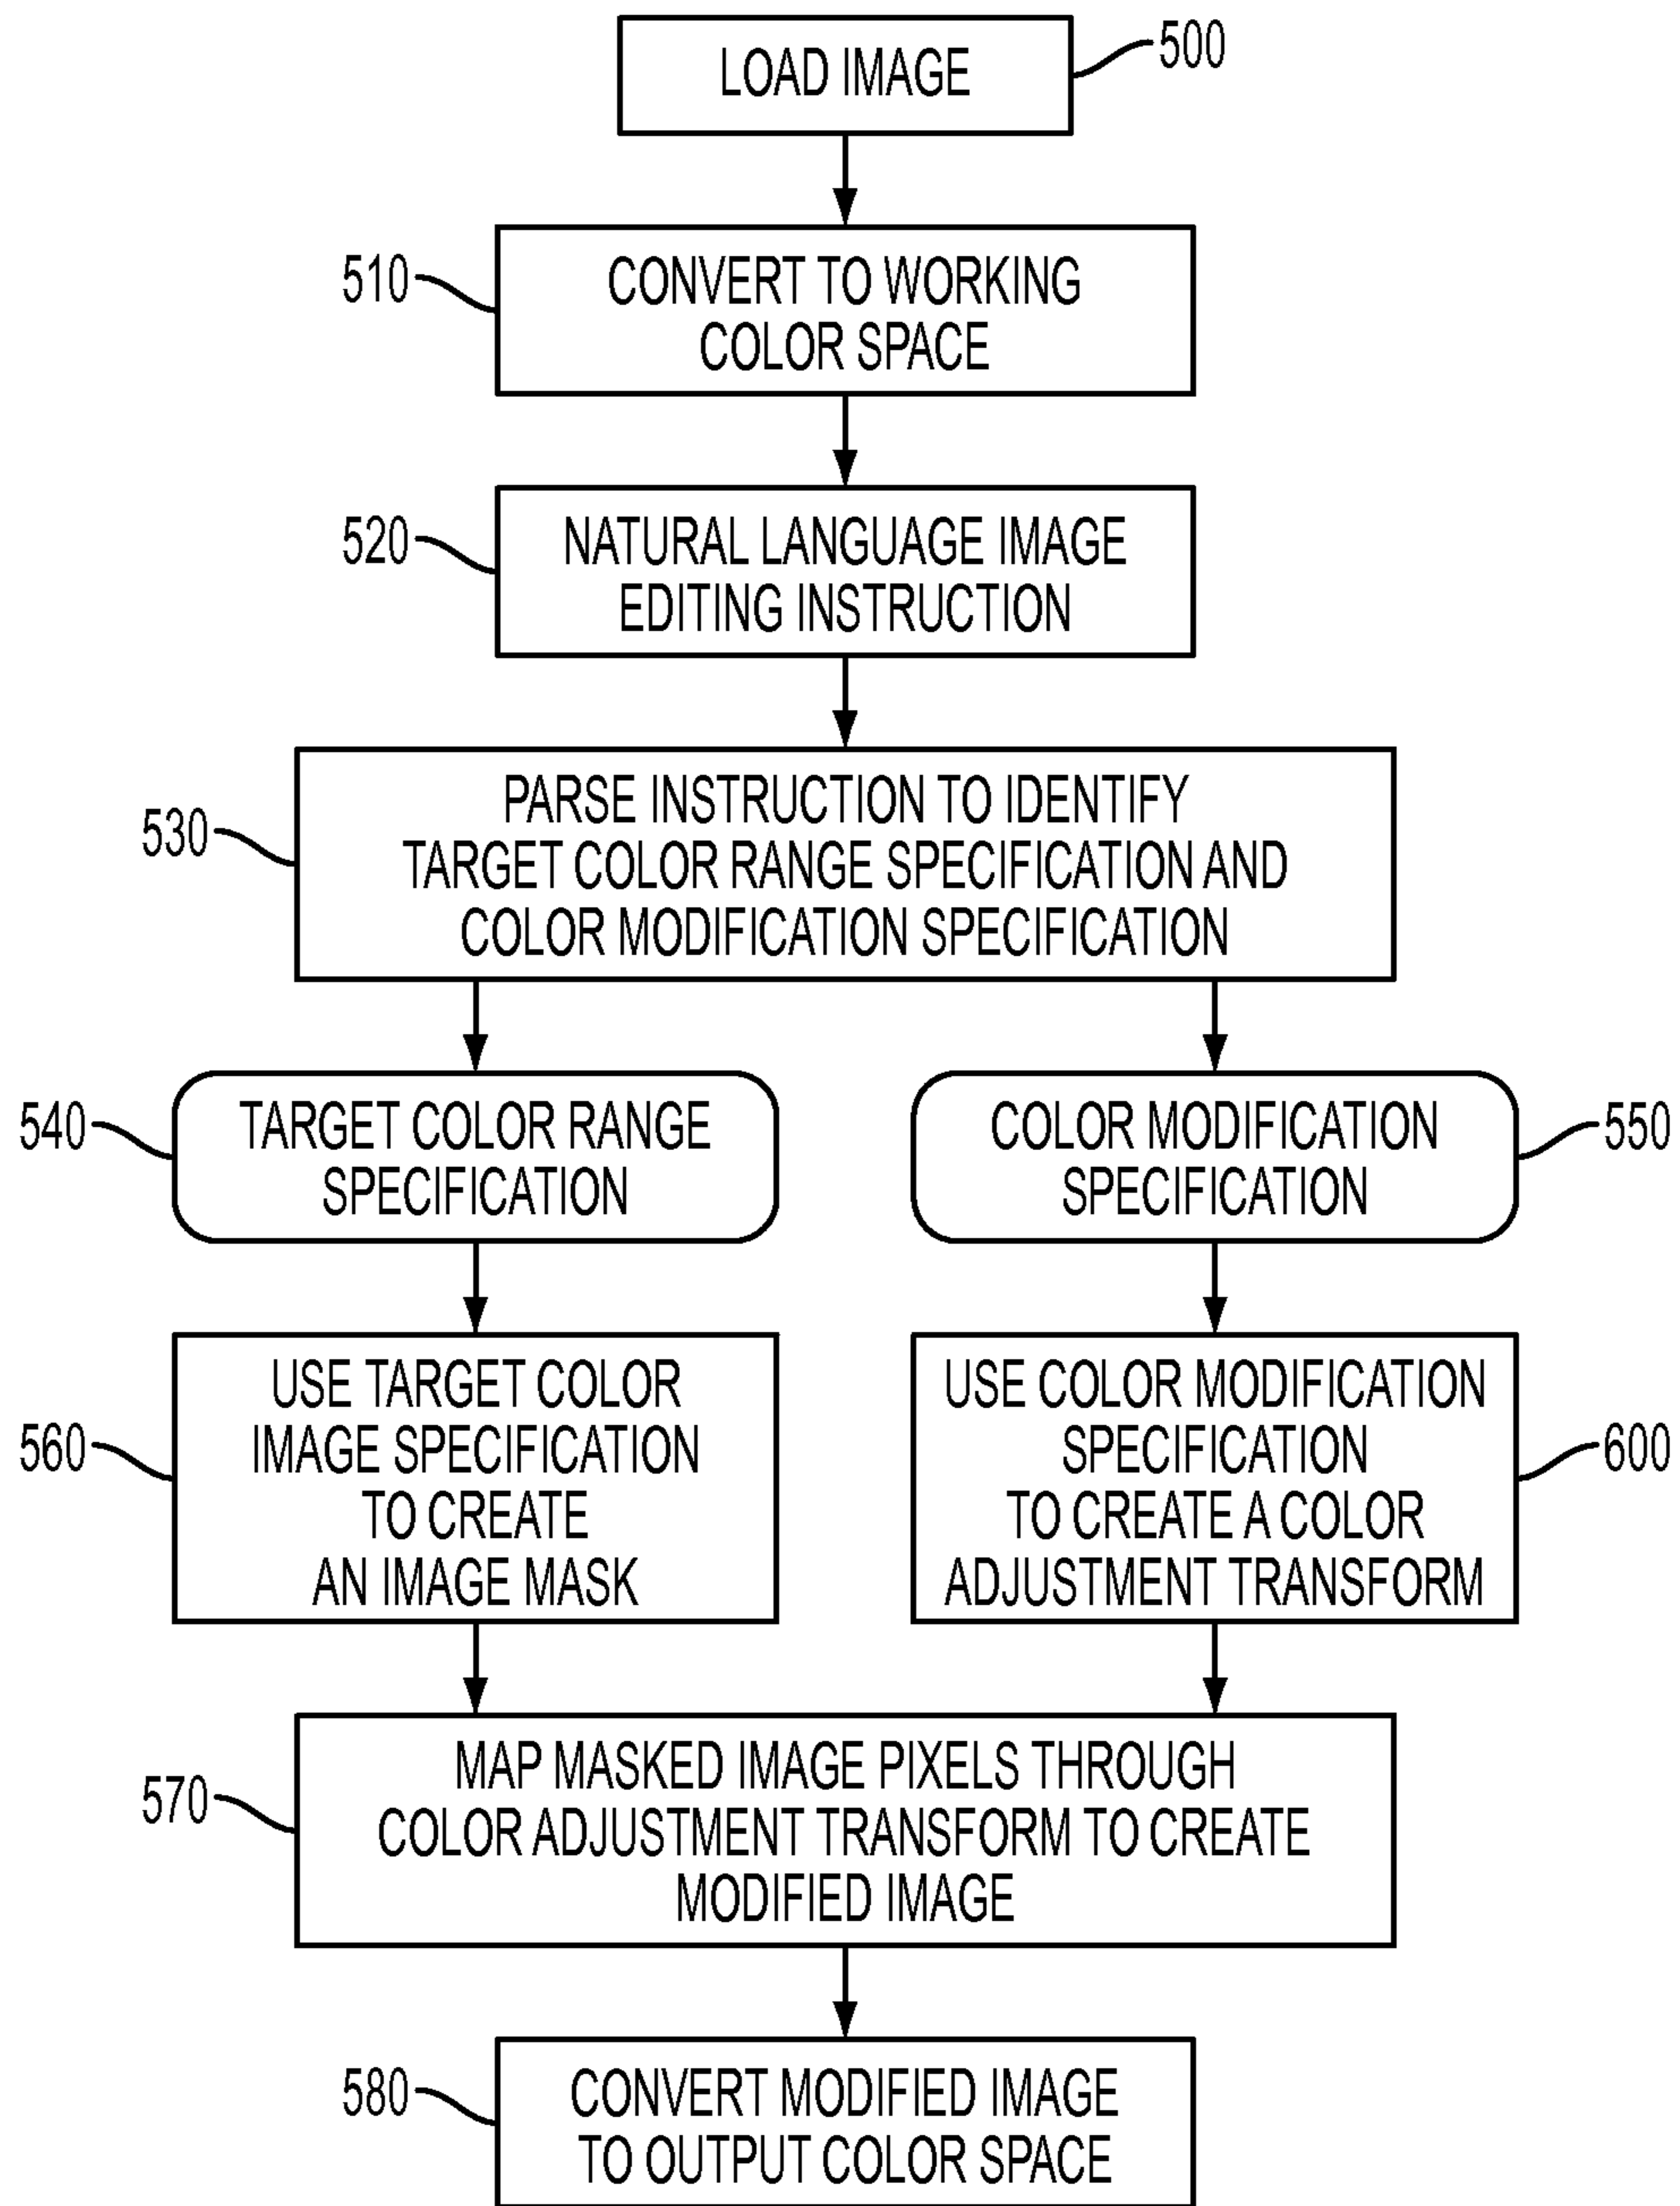 LOAD IMAGE
500
510
CONVERT TO WORKING
COLOR SPACE
520
NATURAL LANGUAGE IMAGE
EDITING INSTRUCTION
530
PARSE INSTRUCTION TO IDENTIFY
TARGET COLOR RANGE SPECIFICATION AND
COLOR MODIFICATION SPECIFICATION
540
TARGET COLOR RANGE
SPECIFICATION
COLOR MODIFICATION
SPECIFICATION
550
560
USE TARGET COLOR
IMAGE SPECIFICATION
TO CREATE
AN IMAGE MASK
USE COLOR MODIFICATION
SPECIFICATION
TO CREATE A COLOR
ADJUSTMENT TRANSFORM
600
570
MAP MASKED IMAGE PIXELS THROUGH
COLOR ADJUSTMENT TRANSFORM TO CREATE
MODIFIED IMAGE
580
CONVERT MODIFIED IMAGE
TO OUTPUT COLOR SPACE